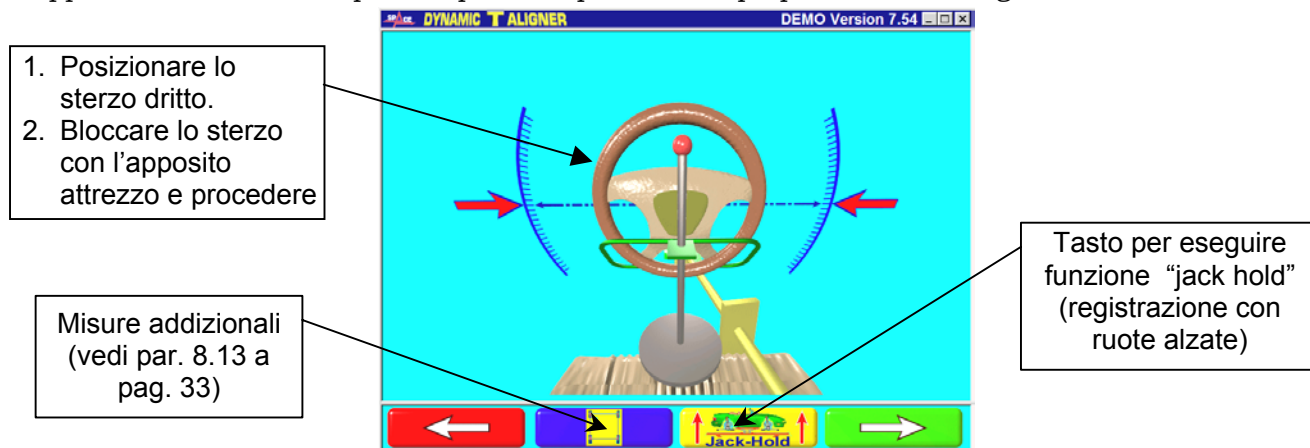 SPACE DYNAMIC T ALIGNER DEMO Version 7.54
1. Posizionare lo
sterzo dritto.
2. Bloccare lo sterzo
con l’apposito
attrezzo e procedere
Tasto per eseguire
funzione “jack hold”
(registrazione con
ruote alzate)
Misure addizionali
(vedi par. 8.13 a
pag. 33)
Jack-Hold